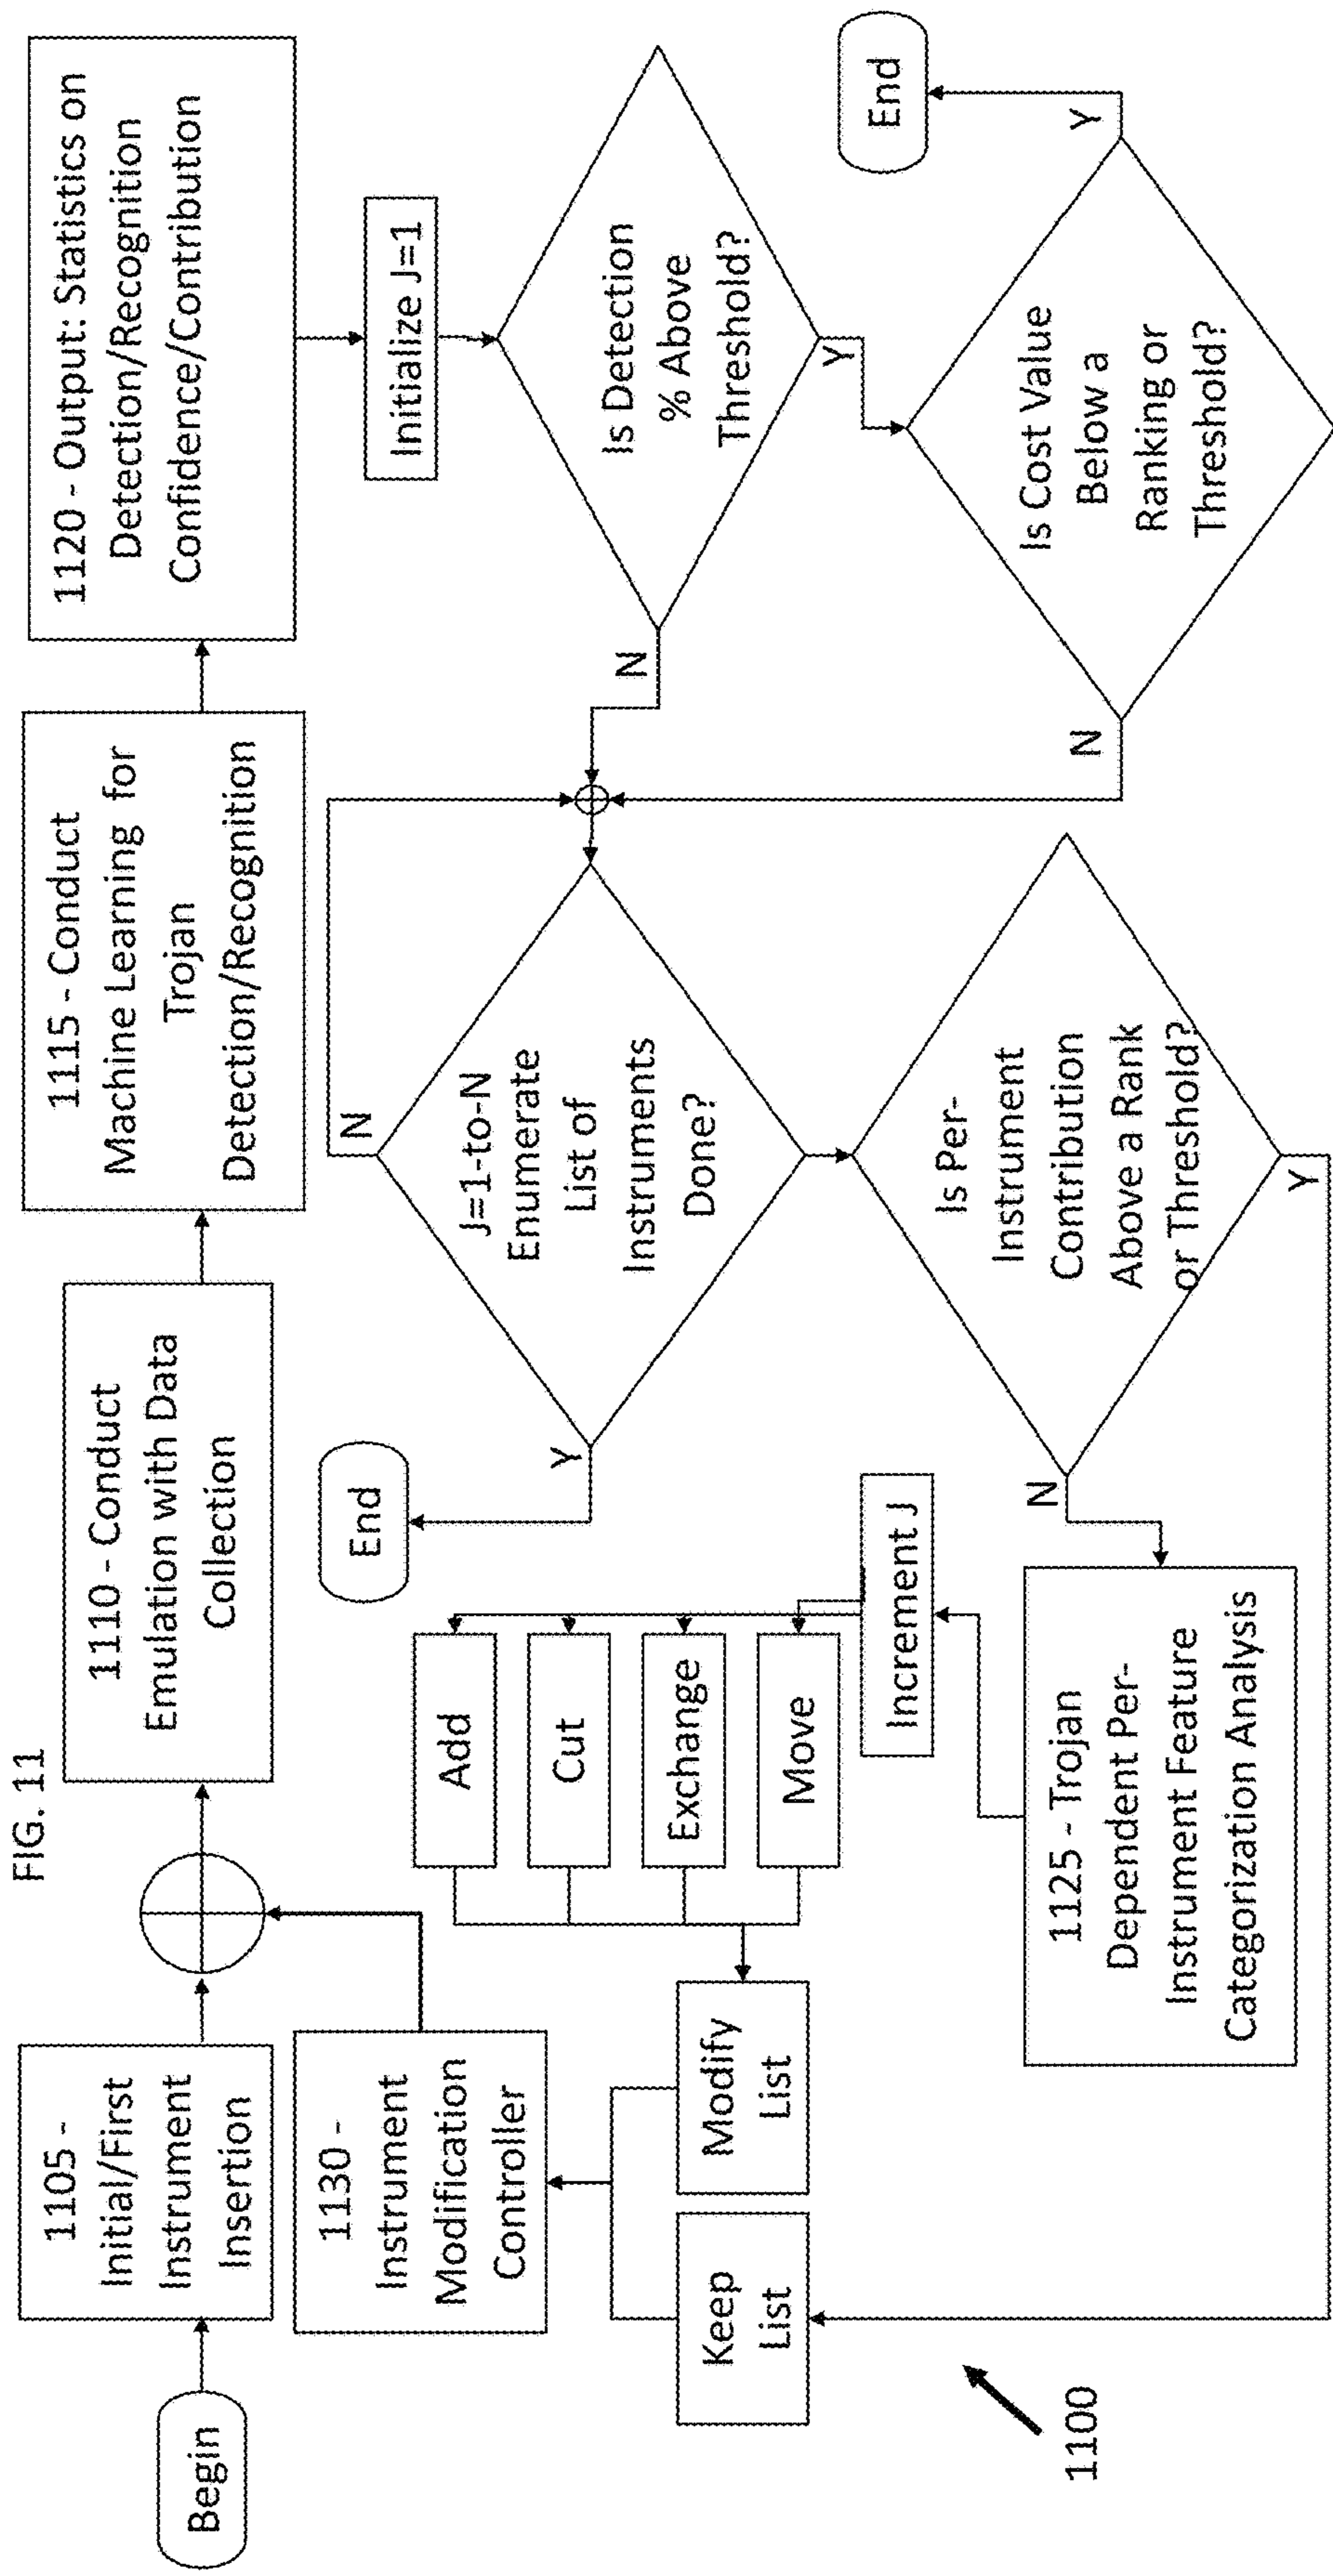 FIG. 11
Begin
1105 -
Initial/First
Instrument
Insertion
1110 - Conduct
Emulation with Data
Collection
1115 - Conduct
Machine Learning for
Trojan
Detection/Recognition
1120 - Output: Statistics on
Detection/Recognition
Confidence/Contribution
Initialize J=1
Is Detection
% Above
Threshold?
N
Y
Is Cost Value
Below a
Ranking or
Threshold?
N
Y
End
J=1-to-N
Enumerate
List of
Instruments
Done?
N
Y
End
Is Per-
Instrument
Contribution
Above a Rank
or Threshold?
N
Y
1125 - Trojan
Dependent Per-
Instrument Feature
Categorization Analysis
Increment J
Add
Cut
Exchange
Move
Modify
List
Keep
List
1130 -
Instrument
Modification
Controller
1100